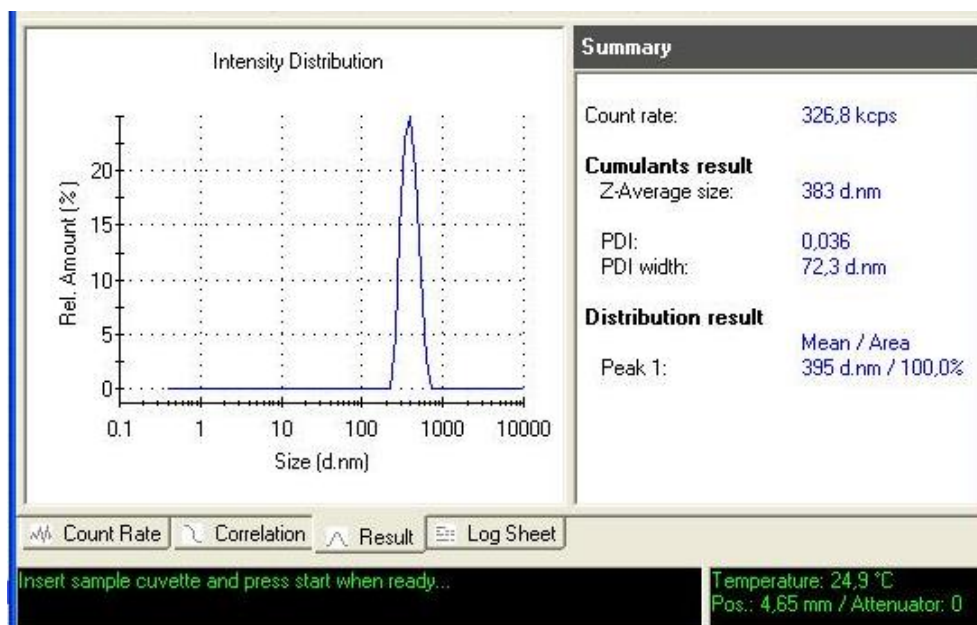 Intensity Distribution
Rel. Amount (%)
20
15
10
5
0
0.1 1 10 100 1000 10000
Size (d.nm)
Summary
Count rate: 326,8 kcps
Cumulants result
Z-Average size: 383 d.nm
PDI: 0,036
PDI width: 72,3 d.nm
Distribution result
Mean / Area
Peak 1: 395 d.nm / 100,0%
Count Rate Correlation Result Log Sheet
Insert sample cuvette and press start when ready...
Temperature: 24,9 °C
Pos.: 4,65 mm / Attenuator: 0